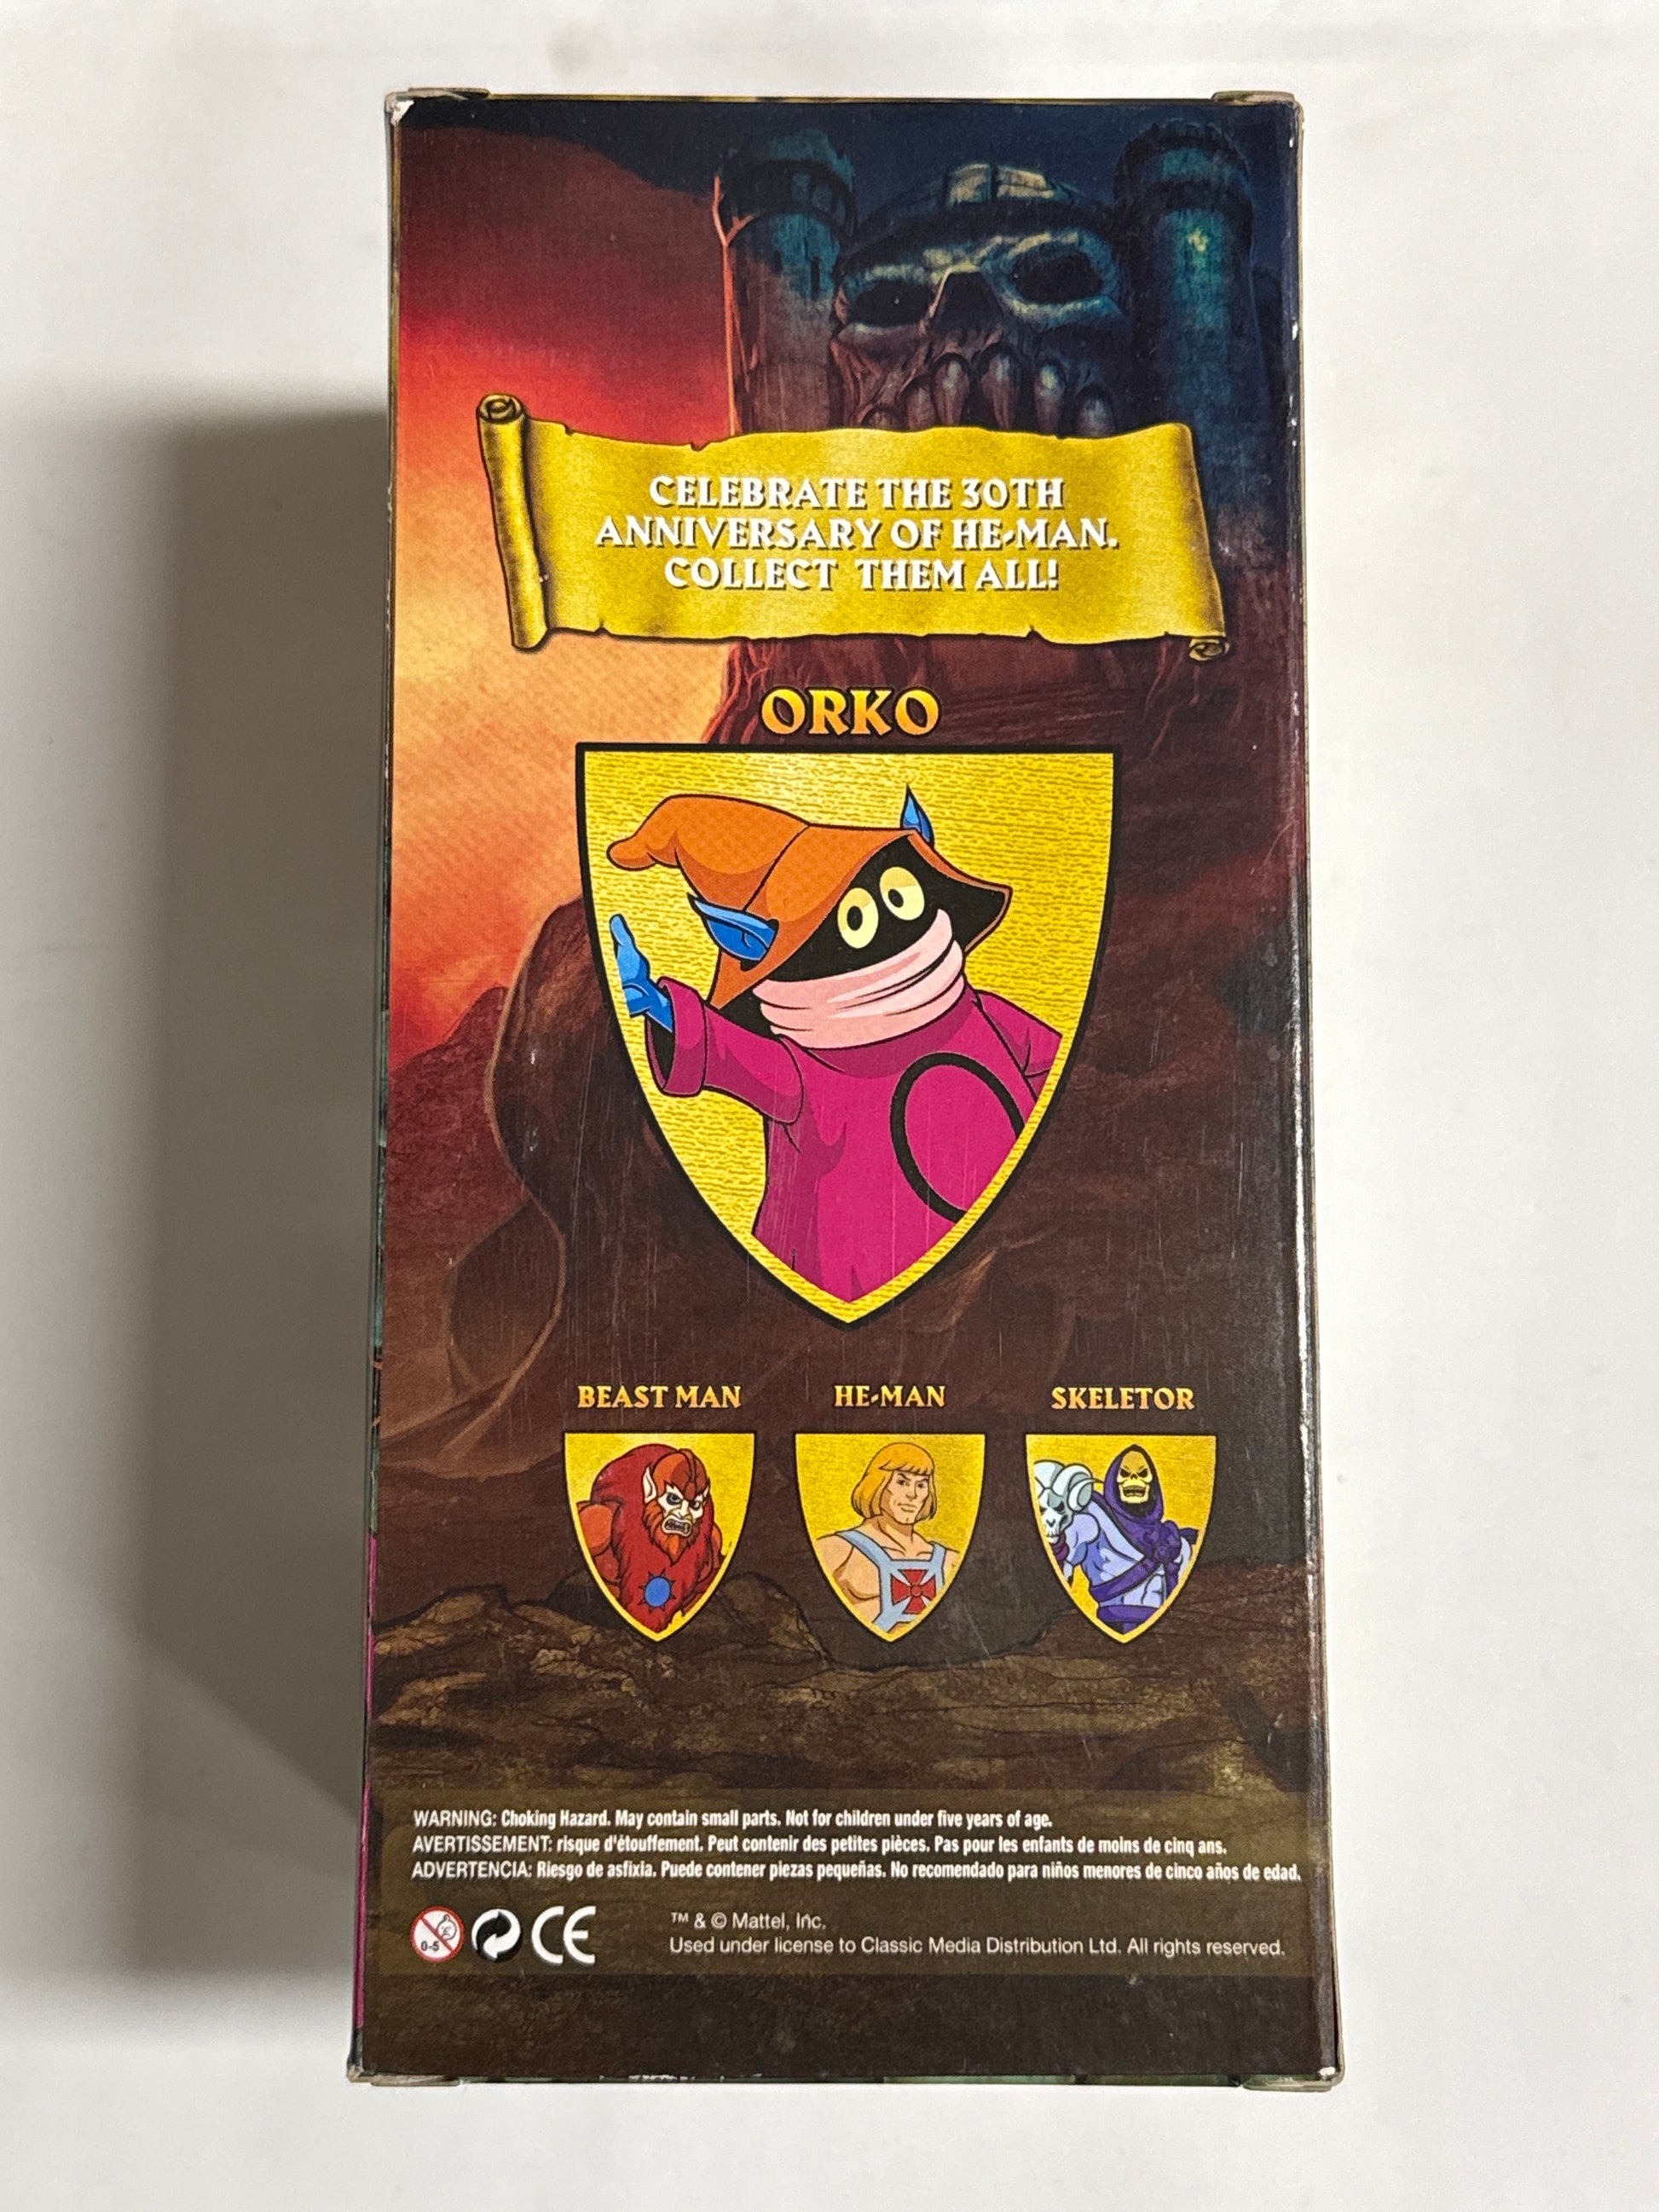 CELEBRATE THE 30TH
ANNIVERSARY OF HE-MAN.
COLLECT THEM ALL!
ORKO
BEAST MAN
HE-MAN
SKELETOR
WARNING: Choking Hazard. May contain small parts. Not for children under five years of age.
AVERTISSEMENT: risque d'étouffement. Peut contenir des petites pièces. Pas pour les enfants de moins de cinq ans.
ADVERTENCIA: Riesgo de asfixia. Puede contener piezas pequeñas. No recomendado para niños menores de cinco años de edad.
0-5
CE
™ & © Mattel, Inc.
Used under license to Classic Media Distribution Ltd. All rights reserved.